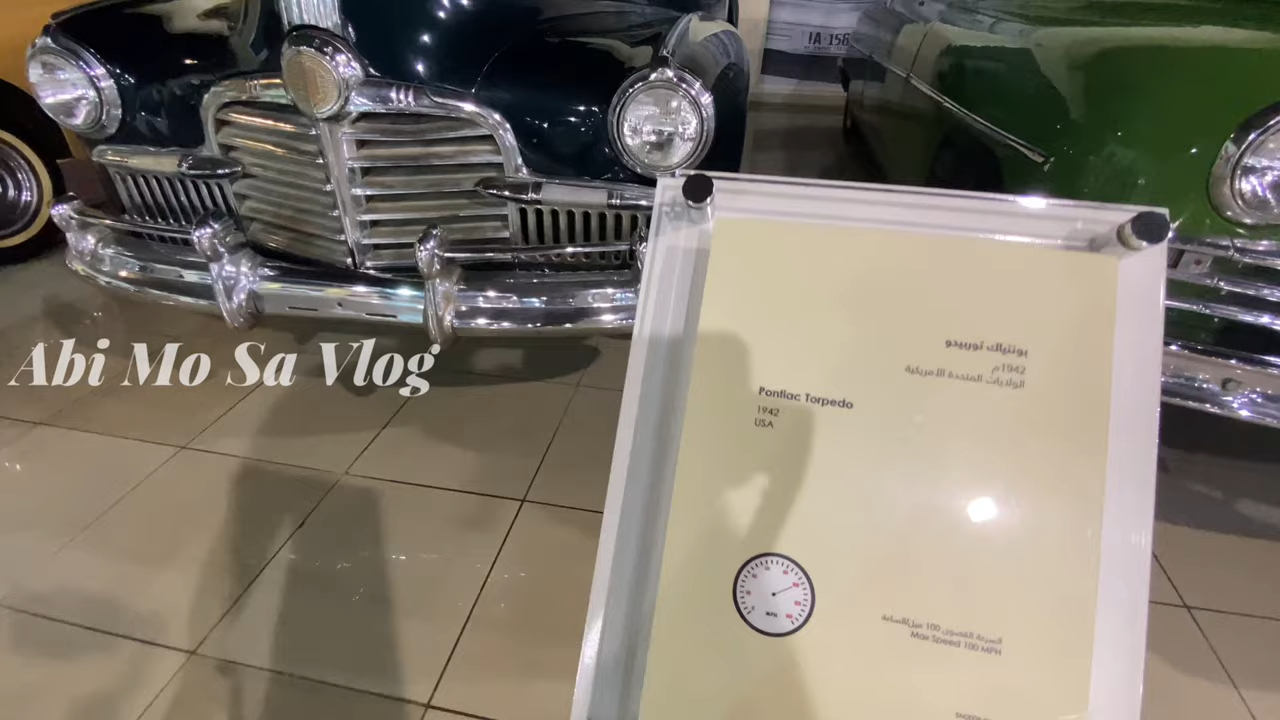 IA 156
بونتياك توربيدو
1942م
الولايات المتحدة الأمريكية
Pontiac Torpedo
1942
USA
Abi Mo Sa Vlog
MPH
السرعة القصوى 100 ميل/الساعة
Max Speed 100 MPH